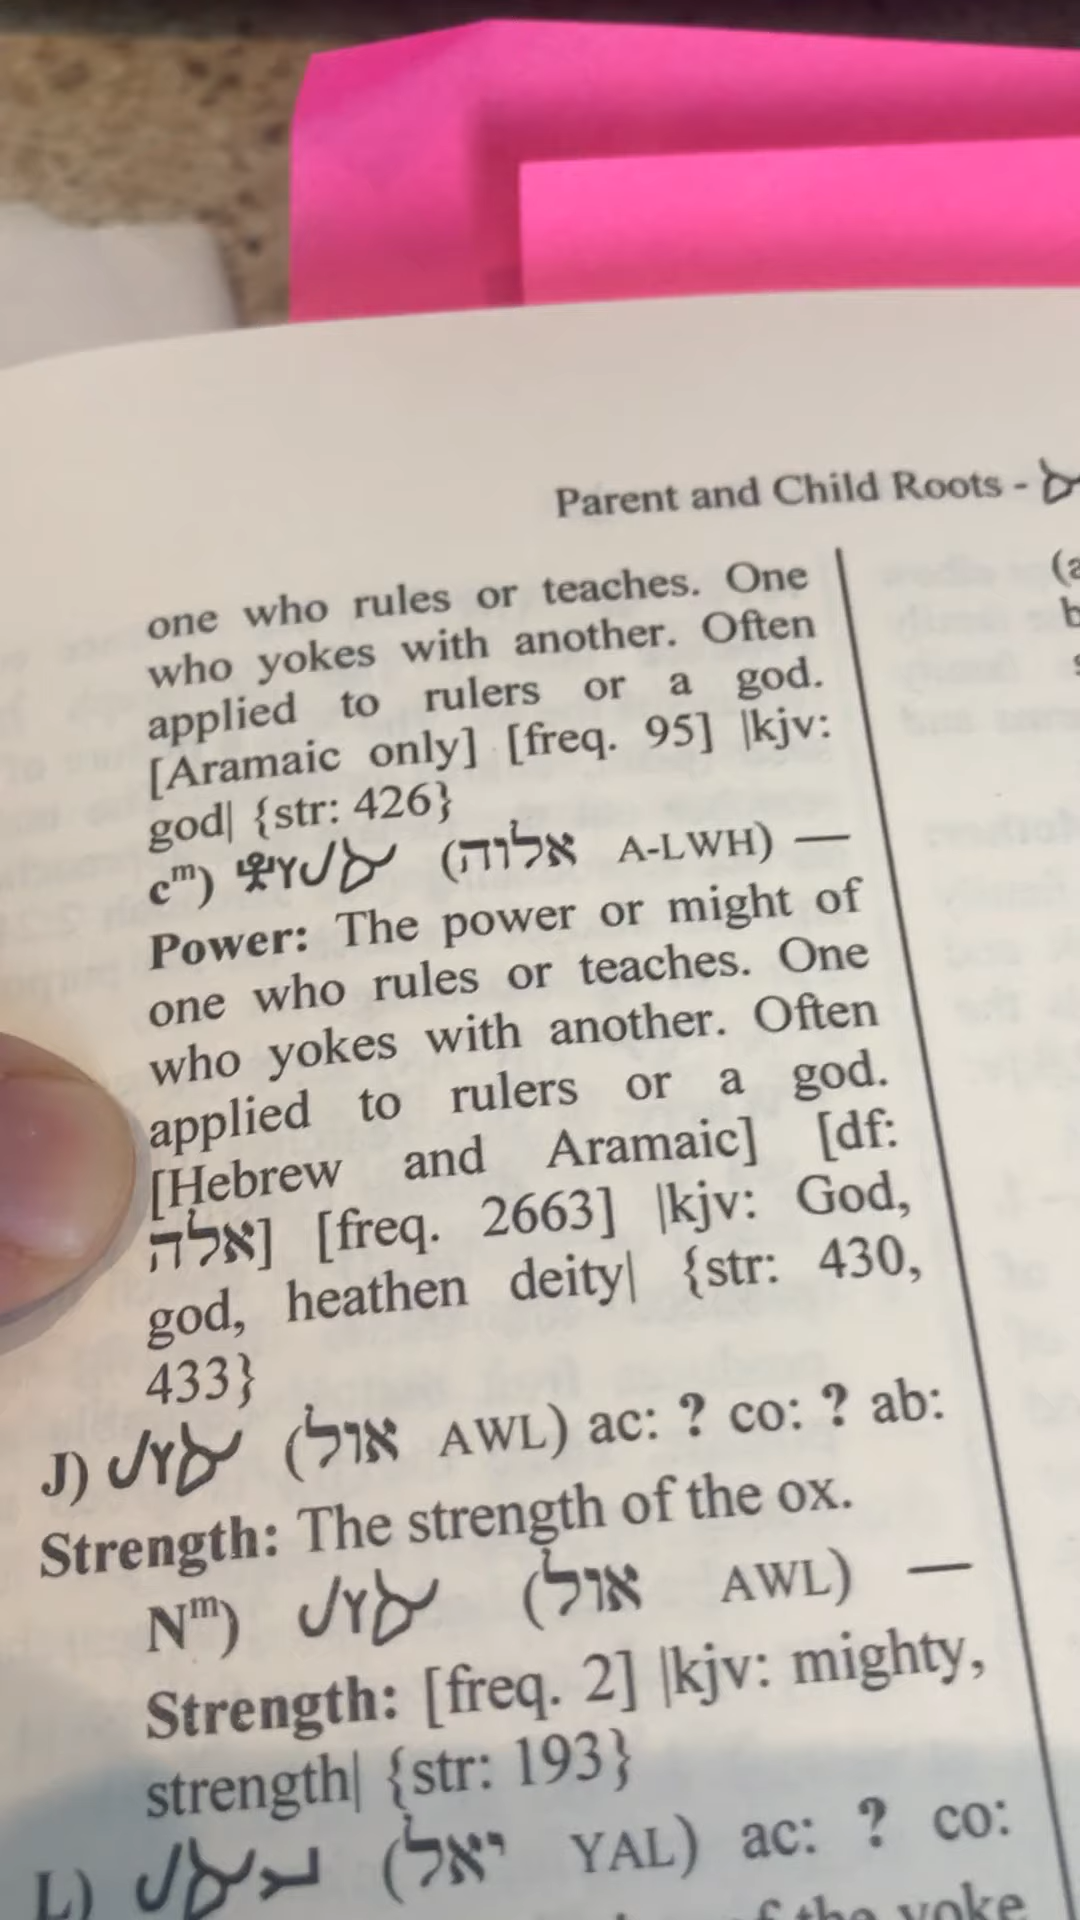 Parent and Child Roots -
one who rules or teaches. One
who yokes with another. Often
applied to rulers or a god.
[Aramaic only] [freq. 95] |kjv:
god| {str: 426}
cᵐ) 𐤄𐤅𐤋𐤀 (אלוה A-LWH) —
Power: The power or might of
one who rules or teaches. One
who yokes with another. Often
applied to rulers or a god.
[Hebrew and Aramaic] [df:
אלה] [freq. 2663] |kjv: God,
god, heathen deity| {str: 430,
433}
J) (אול AWL) ac: ? co: ? ab:
Strength: The strength of the ox.
Nᵐ) (אול AWL) —
Strength: [freq. 2] |kjv: mighty,
strength| {str: 193}
L) (יאל YAL) ac: ? co:
of the yoke
(a
b
s